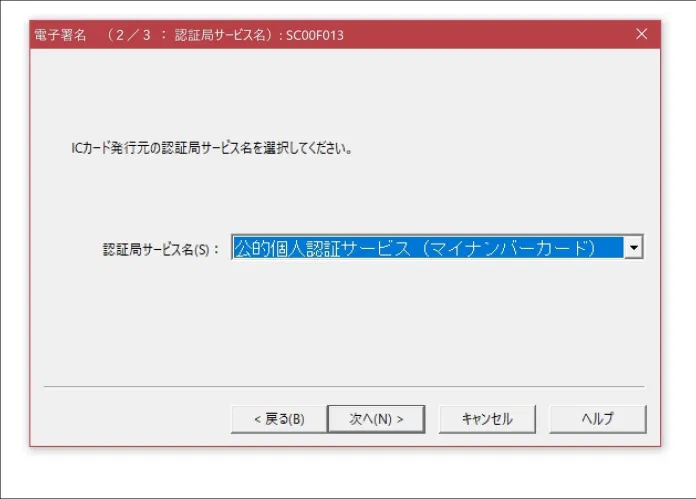 電子署名 （２／３ ： 認証局サービス名）: SC00F013
ICカード発行元の認証局サービス名を選択してください。
認証局サービス名(S)： 公的個人認証サービス（マイナンバーカード）
< 戻る(B) 次へ(N) > キャンセル ヘルプ